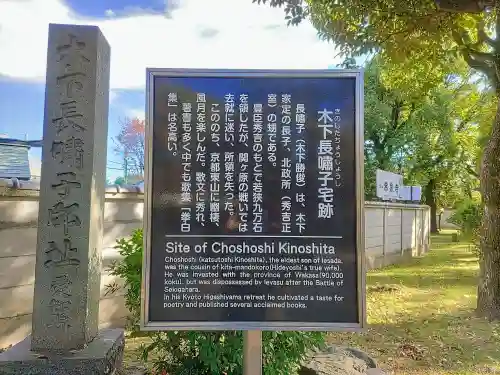 木下長嘯子邸址
木下長嘯子宅跡
きのしたちょうしょうし
長嘯子(木下勝俊)は、木下
家定の長子、北政所(秀吉正
室)の甥である。
豊臣秀吉のもとで若狭九万石
を領したが、関ヶ原の戦いでは
去就に迷い、所領を失った。
こののち、京都東山に幽棲、
風月を楽しんだ。歌文に秀れ、
著書も多く中でも歌集「挙白
集」は名高い。
Site of Choshoshi Kinoshita
Choshoshi (katsutoshi Kinoshita), the eldest son of Iesada,
was the cousin of kita-mandokoro(Hideyoshi's true wife).
He was invested with the province of Wakasa(90,000
koku), but was dispossessed by Ieyasu after the Battle of
Sekigahara.
In his Kyoto Higashiyama retreat he cultivated a taste for
poetry and published several acclaimed books.